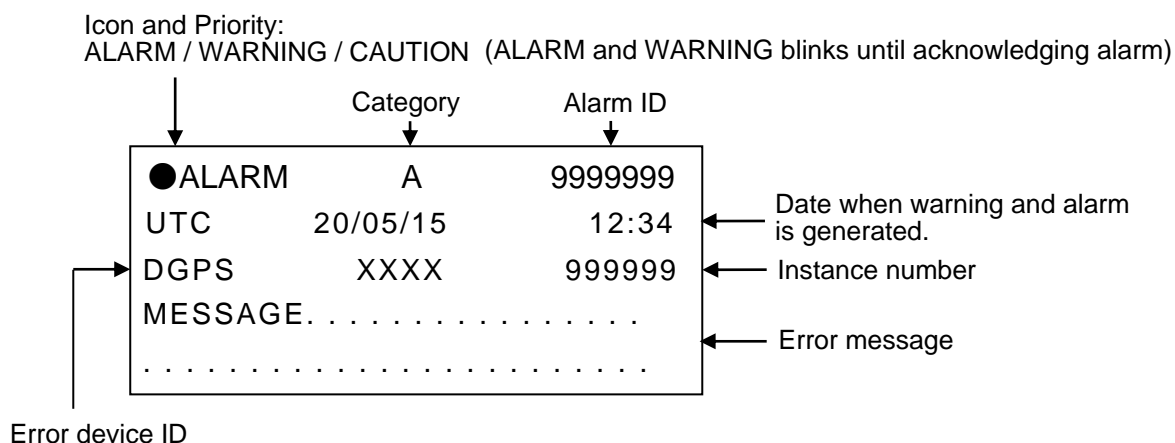 Icon and Priority:
ALARM / WARNING / CAUTION (ALARM and WARNING blinks until acknowledging alarm)
Category Alarm ID
●ALARM A 9999999
UTC 20/05/15 12:34
Date when warning and alarm
is generated.
DGPS XXXX 999999
Instance number
MESSAGE. . . . . . . . . . . . . . . .
. . . . . . . . . . . . . . . . . . . . . . . .
Error message
Error device ID